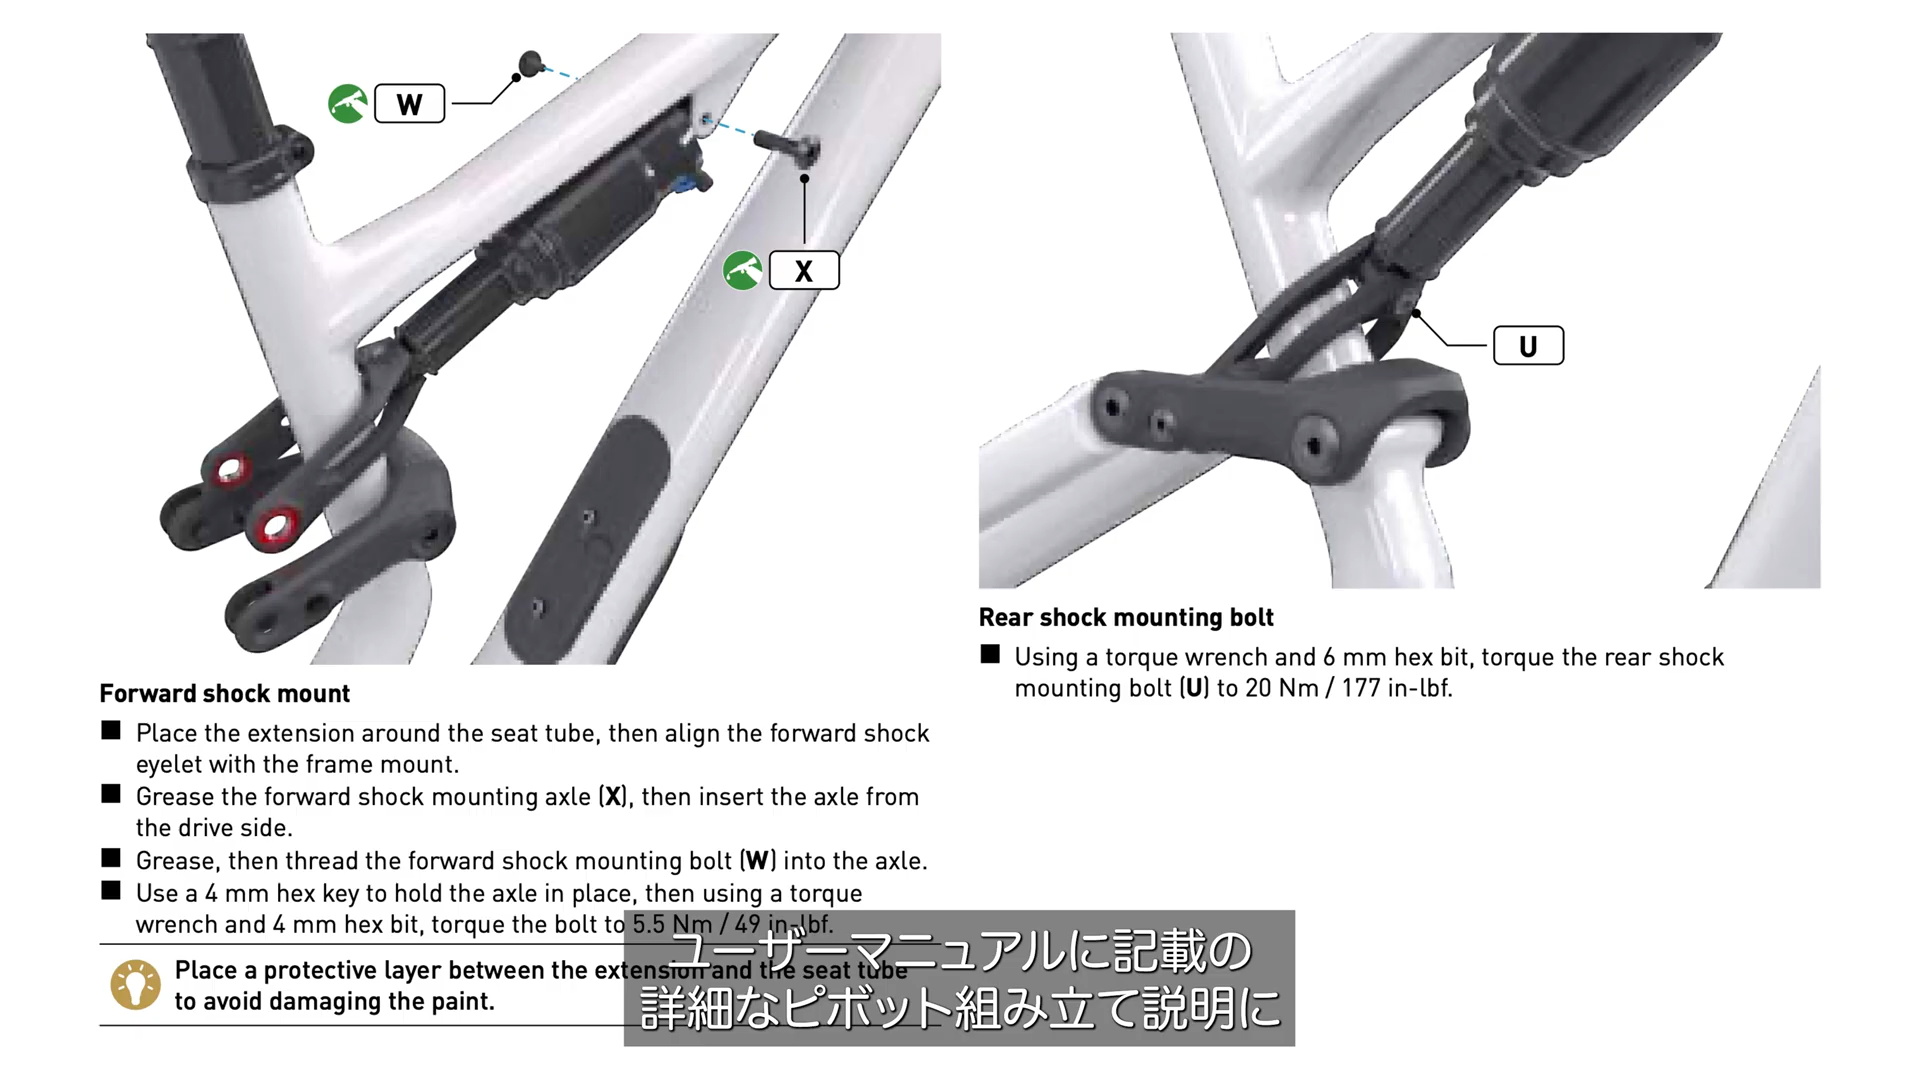 W
X
U
Forward shock mount
Place the extension around the seat tube, then align the forward shock
eyelet with the frame mount.
Grease the forward shock mounting axle (X), then insert the axle from
the drive side.
Grease, then thread the forward shock mounting bolt (W) into the axle.
Use a 4 mm hex key to hold the axle in place, then using a torque
wrench and 4 mm hex bit, torque the bolt to 5.5 Nm / 49 in-lbf.
Place a protective layer between the extension and the seat tube
to avoid damaging the paint.
Rear shock mounting bolt
Using a torque wrench and 6 mm hex bit, torque the rear shock
mounting bolt (U) to 20 Nm / 177 in-lbf.
ユーザーマニュアルに記載の
詳細なピボット組み立て説明に